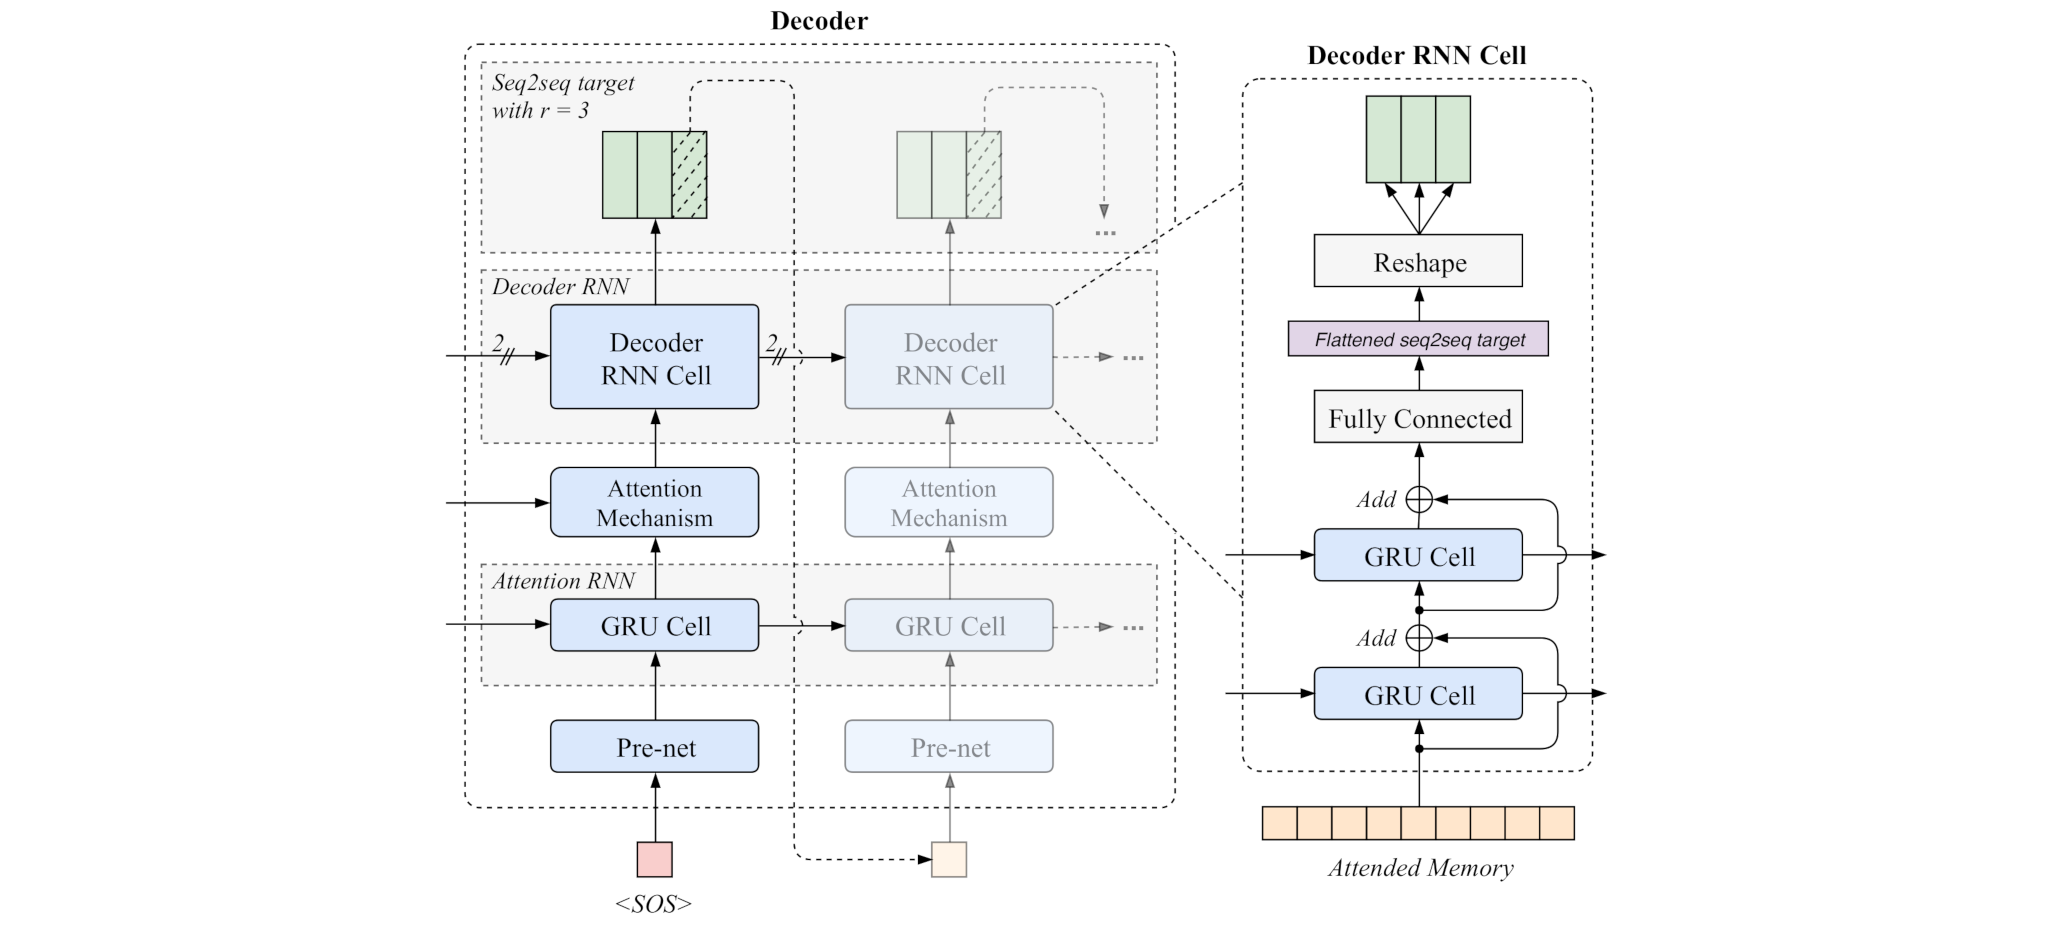 Decoder
Seq2seq target
with r = 3
Decoder RNN
2
Decoder
RNN Cell
2
Decoder
RNN Cell
...
...
Attention
Mechanism
Attention
Mechanism
Attention RNN
GRU Cell
GRU Cell
...
Pre-net
Pre-net
<SOS>
Decoder RNN Cell
Reshape
Flattened seq2seq target
Fully Connected
Add
GRU Cell
Add
GRU Cell
Attended Memory